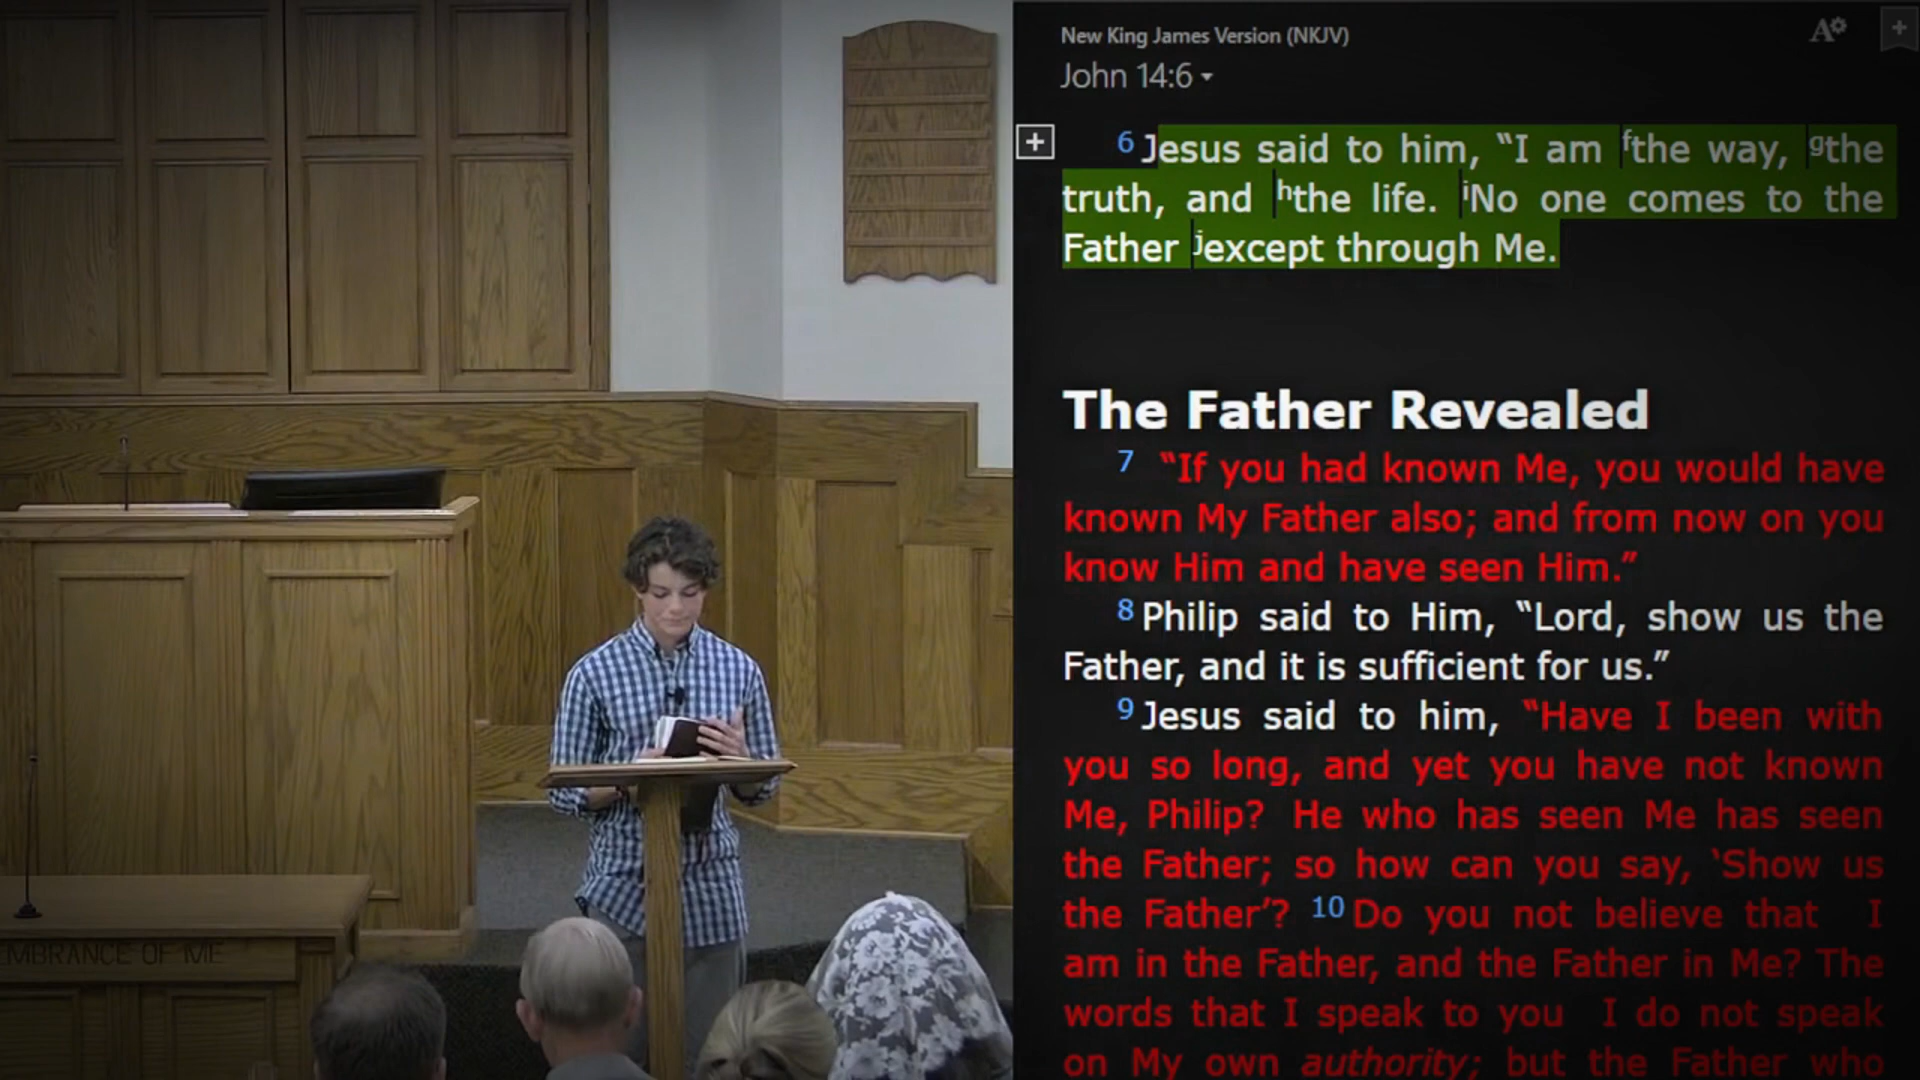 New King James Version (NKJV)
John 14:6
6 Jesus said to him, “I am fthe way, gthe
truth, and hthe life. iNo one comes to the
Father jexcept through Me.
The Father Revealed
7 “If you had known Me, you would have
known My Father also; and from now on you
know Him and have seen Him.”
8 Philip said to Him, “Lord, show us the
Father, and it is sufficient for us.”
9 Jesus said to him, “Have I been with
you so long, and yet you have not known
Me, Philip? He who has seen Me has seen
the Father; so how can you say, ‘Show us
the Father’? 10 Do you not believe that I
am in the Father, and the Father in Me? The
words that I speak to you I do not speak
on My own authority; but the Father who
MBRANCE OF ME